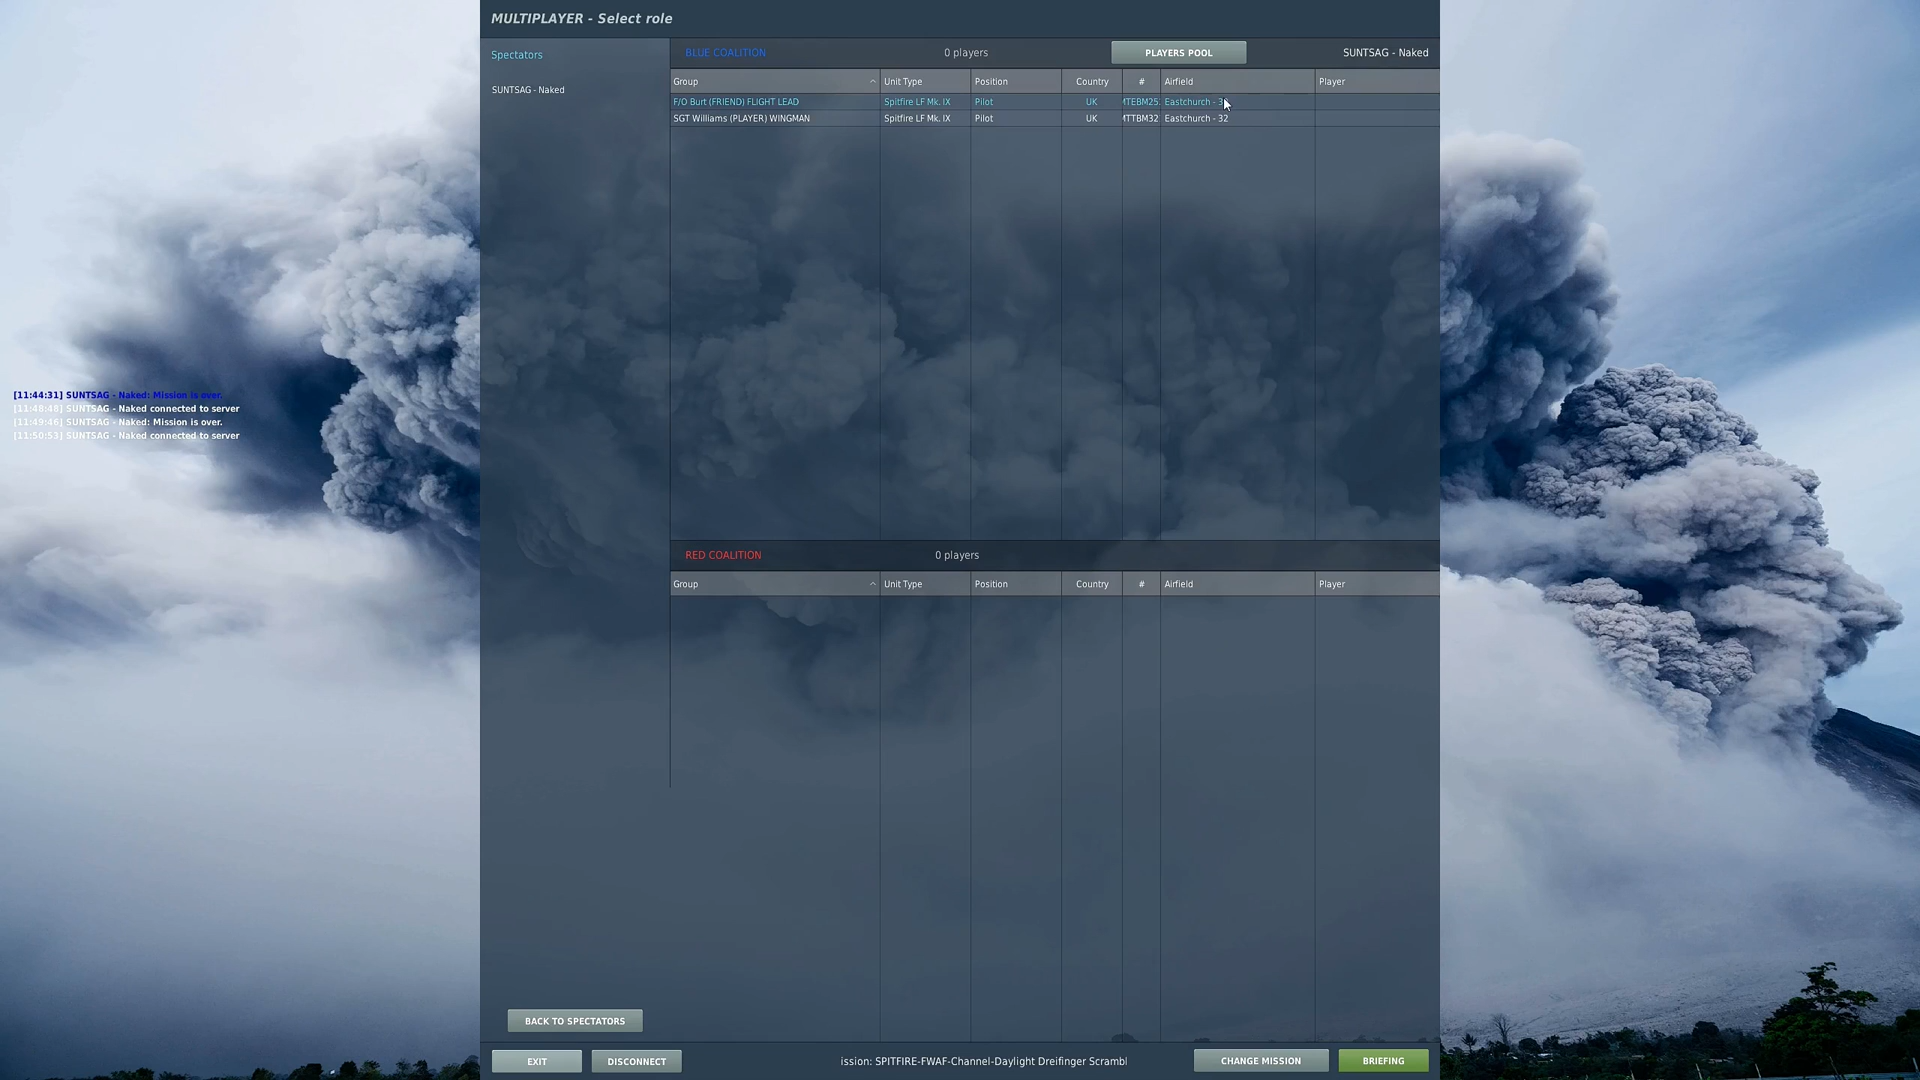 MULTIPLAYER - Select role
Spectators
SUNTSAG - Naked
BLUE COALITION 0 players PLAYERS POOL SUNTSAG - Naked
Group Unit Type Position Country # Airfield Player
F/O Burt (FRIEND) FLIGHT LEAD Spitfire LF Mk. IX Pilot UK MTEBM25. Eastchurch -
SGT Williams (PLAYER) WINGMAN Spitfire LF Mk. IX Pilot UK MTTBM32 Eastchurch - 32
[11:44:31] SUNTSAG - Naked: Mission is over.
[11:48:48] SUNTSAG - Naked connected to server
[11:49:46] SUNTSAG - Naked: Mission is over.
[11:50:53] SUNTSAG - Naked connected to server
RED COALITION 0 players
Group Unit Type Position Country # Airfield Player
BACK TO SPECTATORS
EXIT DISCONNECT ission: SPITFIRE-FWAF-Channel-Daylight Dreifinger Scrambl CHANGE MISSION BRIEFING